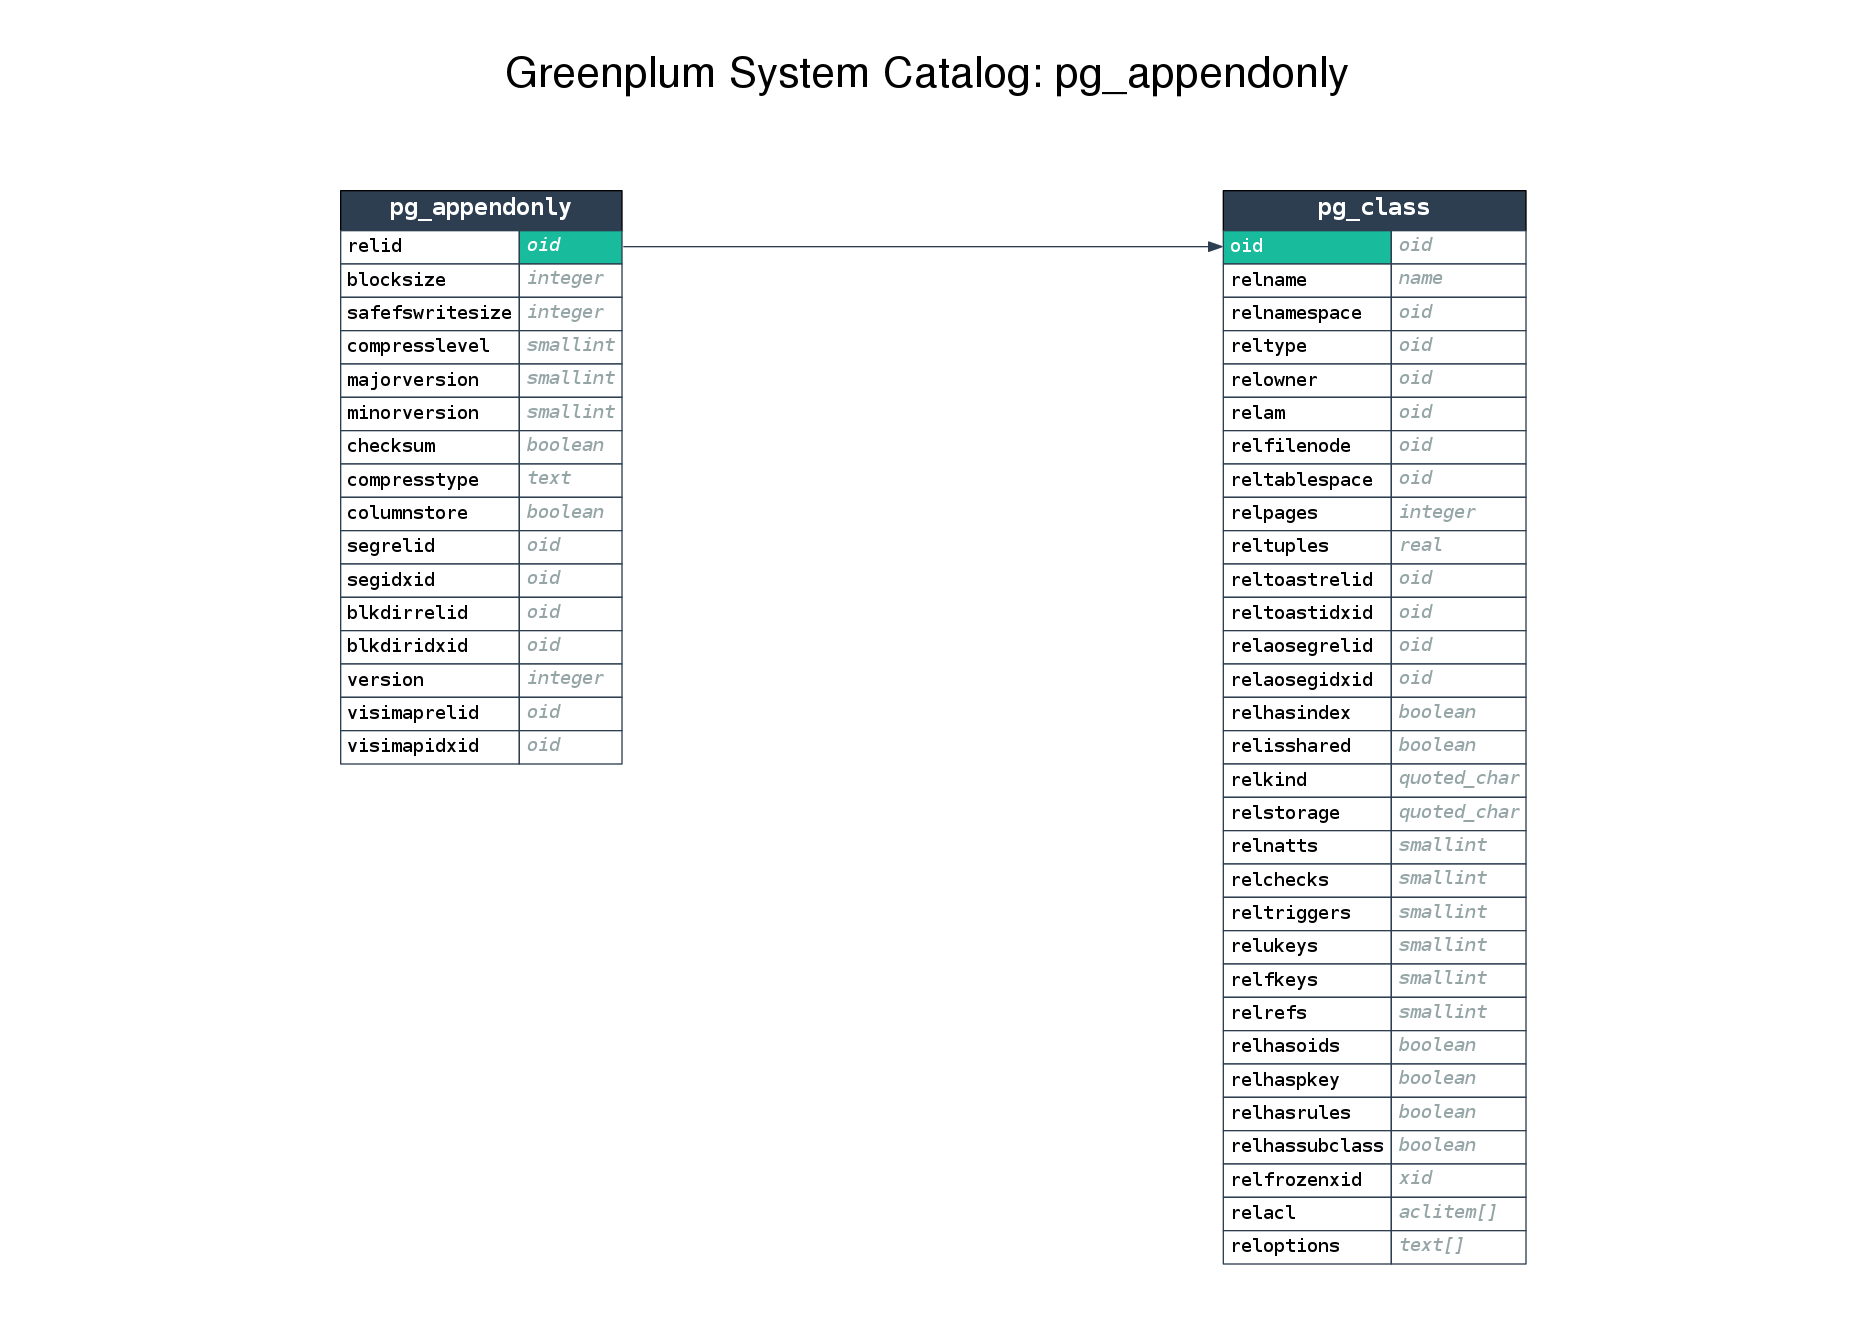 Greenplum System Catalog: pg_appendonly
pg_appendonly
relid oid
blocksize integer
safefswritesize integer
compresslevel smallint
majorversion smallint
minorversion smallint
checksum boolean
compresstype text
columnstore boolean
segrelid oid
segidxid oid
blkdirrelid oid
blkdiridxid oid
version integer
visimaprelid oid
visimapidxid oid
pg_class
oid oid
relname name
relnamespace oid
reltype oid
relowner oid
relam oid
relfilenode oid
reltablespace oid
relpages integer
reltuples real
reltoastrelid oid
reltoastidxid oid
relaosegrelid oid
relaosegidxid oid
relhasindex boolean
relisshared boolean
relkind quoted_char
relstorage quoted_char
relnatts smallint
relchecks smallint
reltriggers smallint
relukeys smallint
relfkeys smallint
relrefs smallint
relhasoids boolean
relhaspkey boolean
relhasrules boolean
relhassubclass boolean
relfrozenxid xid
relacl aclitem[]
reloptions text[]